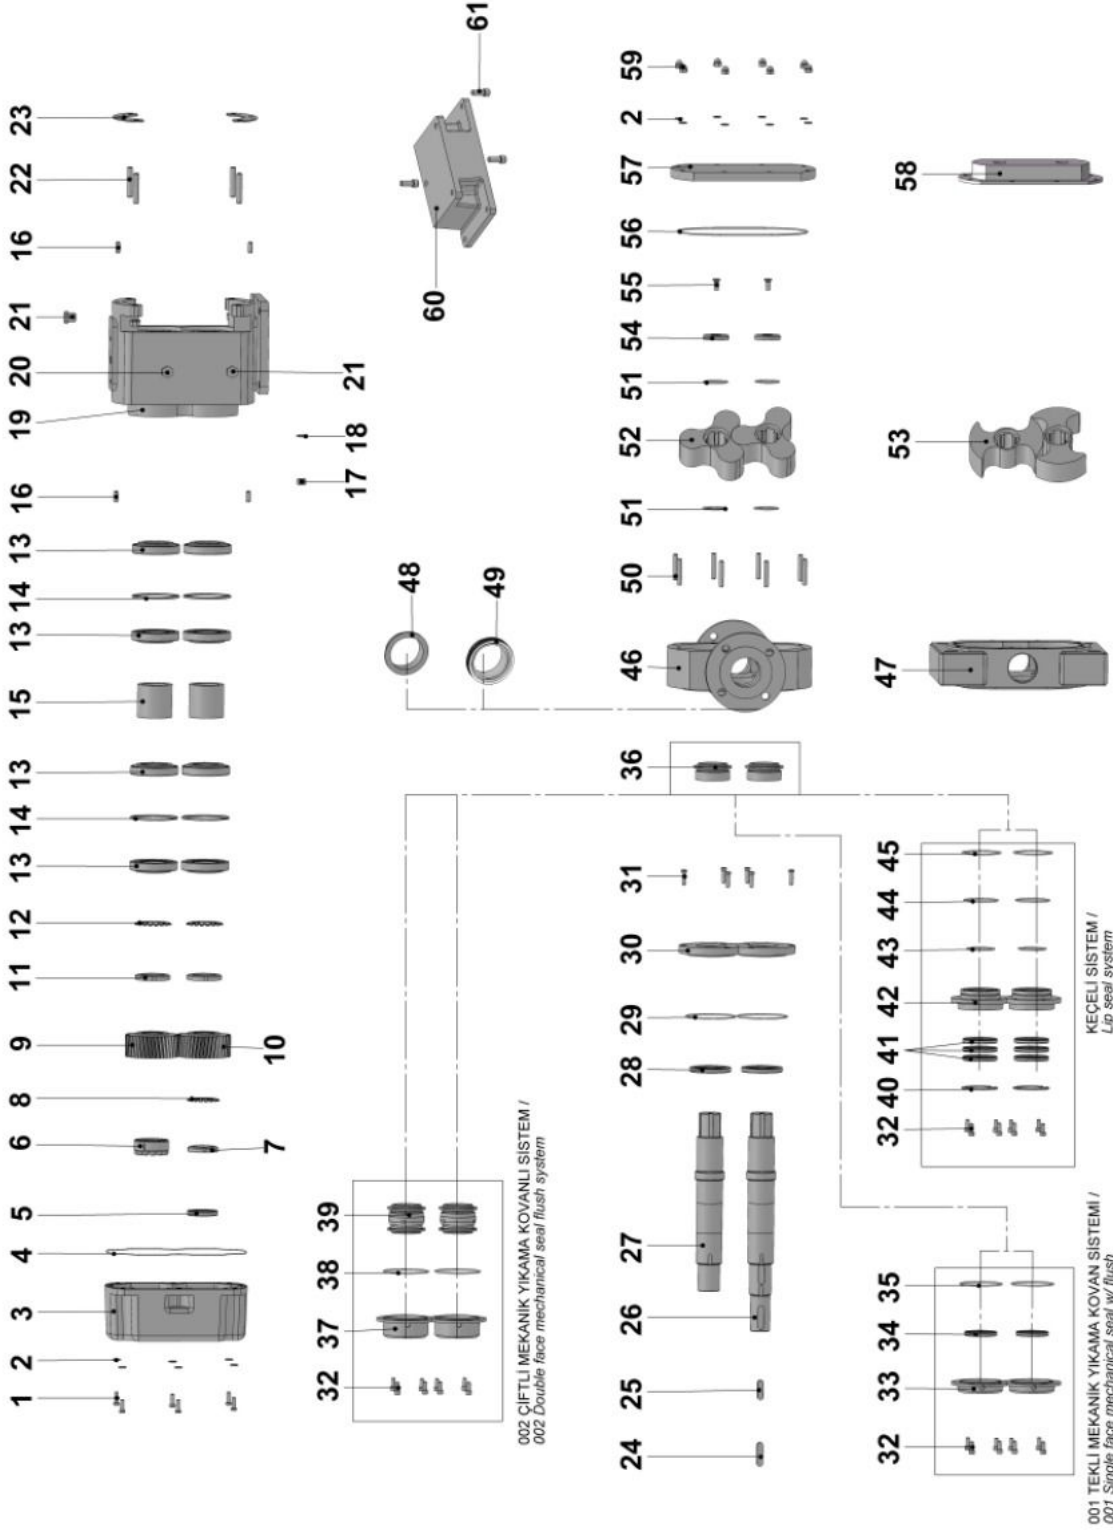 1 2 3 4 5 6 8 9 11 12 13 14 13 15 13 14 13 16 19 20 21 16 22 23
7 10
17 18 21
32 37 38 39
48
60
61
49
002 ÇİFTLİ MEKANİK YIKAMA KOVANLI SİSTEM /
002 Double face mechanical seal flush system
24 25 26 27 28 29 30 31 36 46 50 51 52 51 54 55 56 57 2 59
32 33 34 35
32 40 41 42 43 44 45
47
53
58
KEÇELİ SİSTEM /
Lip seal system
001 TEKLİ MEKANİK YIKAMA KOVAN SİSTEMİ /
001 Single face mechanical seal w/ flush